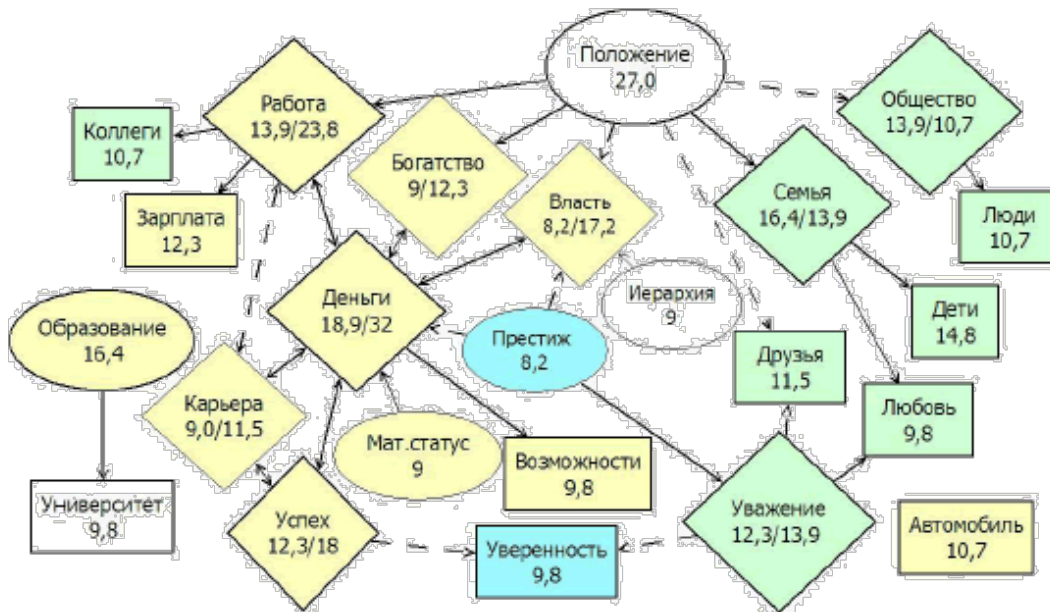 Положение
27,0
Работа
13,9/23,8
Общество
13,9/10,7
Коллеги
10,7
Богатство
9/12,3
Семья
16,4/13,9
Власть
8,2/17,2
Зарплата
12,3
Люди
10,7
Деньги
18,9/32
Иерархия
9
Образование
16,4
Престиж
8,2
Дети
14,8
Друзья
11,5
Карьера
9,0/11,5
Любовь
9,8
Мат.статус
9
Возможности
9,8
Университет
9,8
Успех
12,3/18
Уважение
12,3/13,9
Уверенность
9,8
Автомобиль
10,7